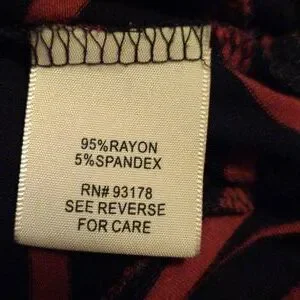 95%RAYON
5%SPANDEX
RN# 93178
SEE REVERSE
FOR CARE